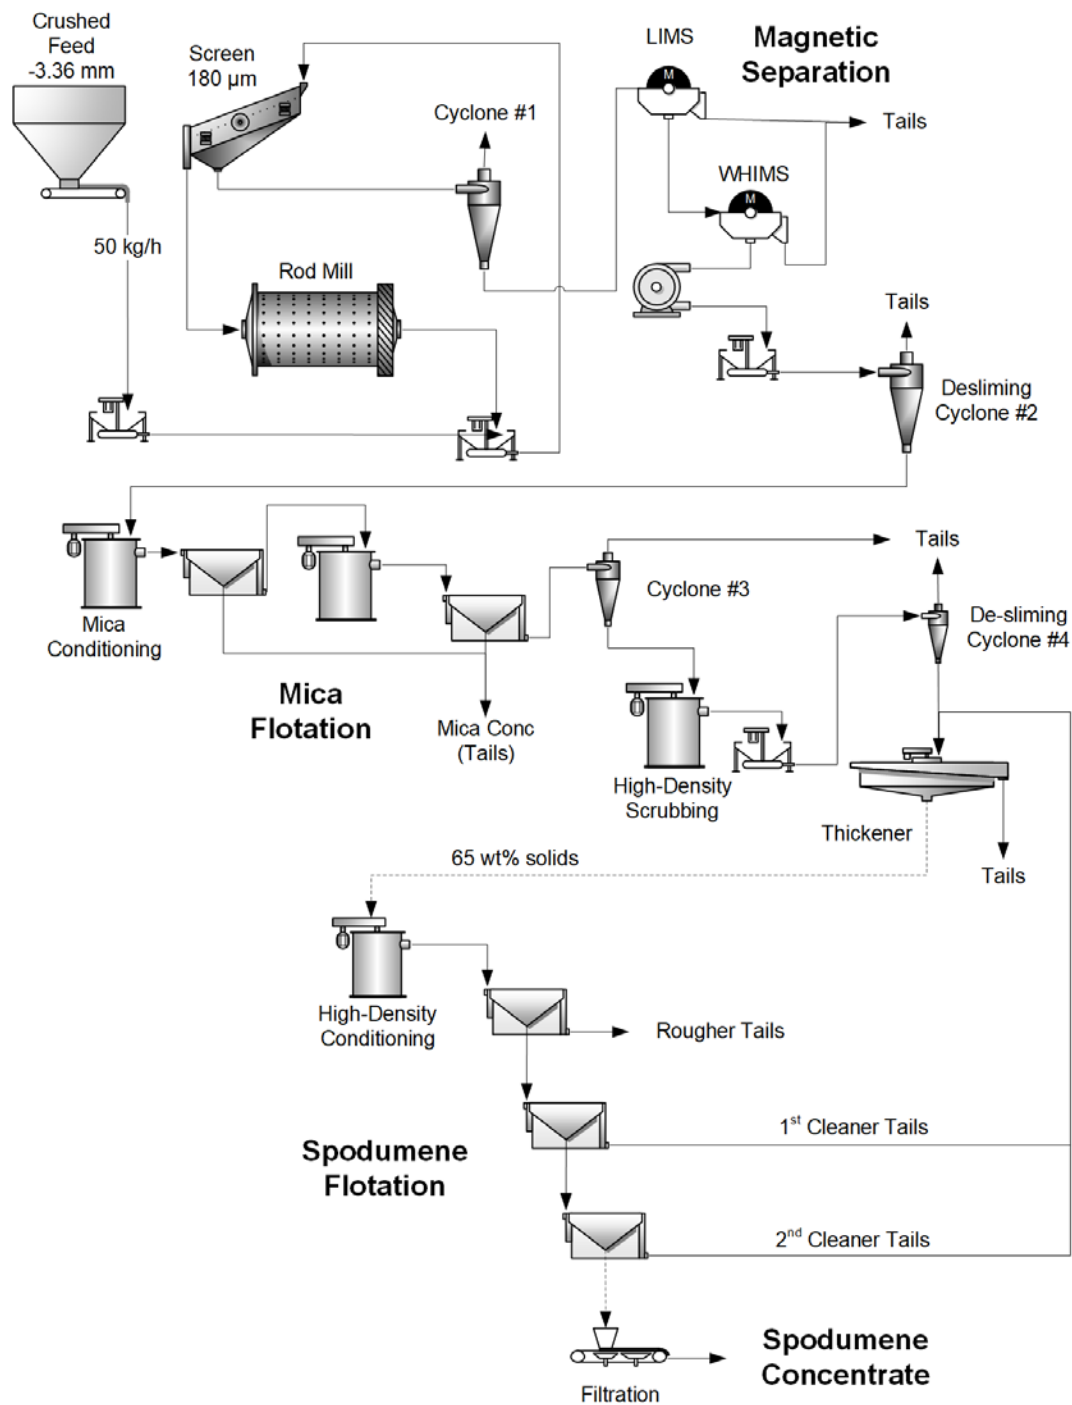 Crushed
Feed
-3.36 mm
Screen
180 µm
Cyclone #1
LIMS
M
Magnetic
Separation
Tails
WHIMS
M
50 kg/h
Rod Mill
Tails
Desliming
Cyclone #2
Mica
Conditioning
Mica
Flotation
Mica Conc
(Tails)
Cyclone #3
Tails
De-sliming
Cyclone #4
High-Density
Scrubbing
Thickener
Tails
65 wt% solids
High-Density
Conditioning
Rougher Tails
Spodumene
Flotation
1st Cleaner Tails
2nd Cleaner Tails
Filtration
Spodumene
Concentrate